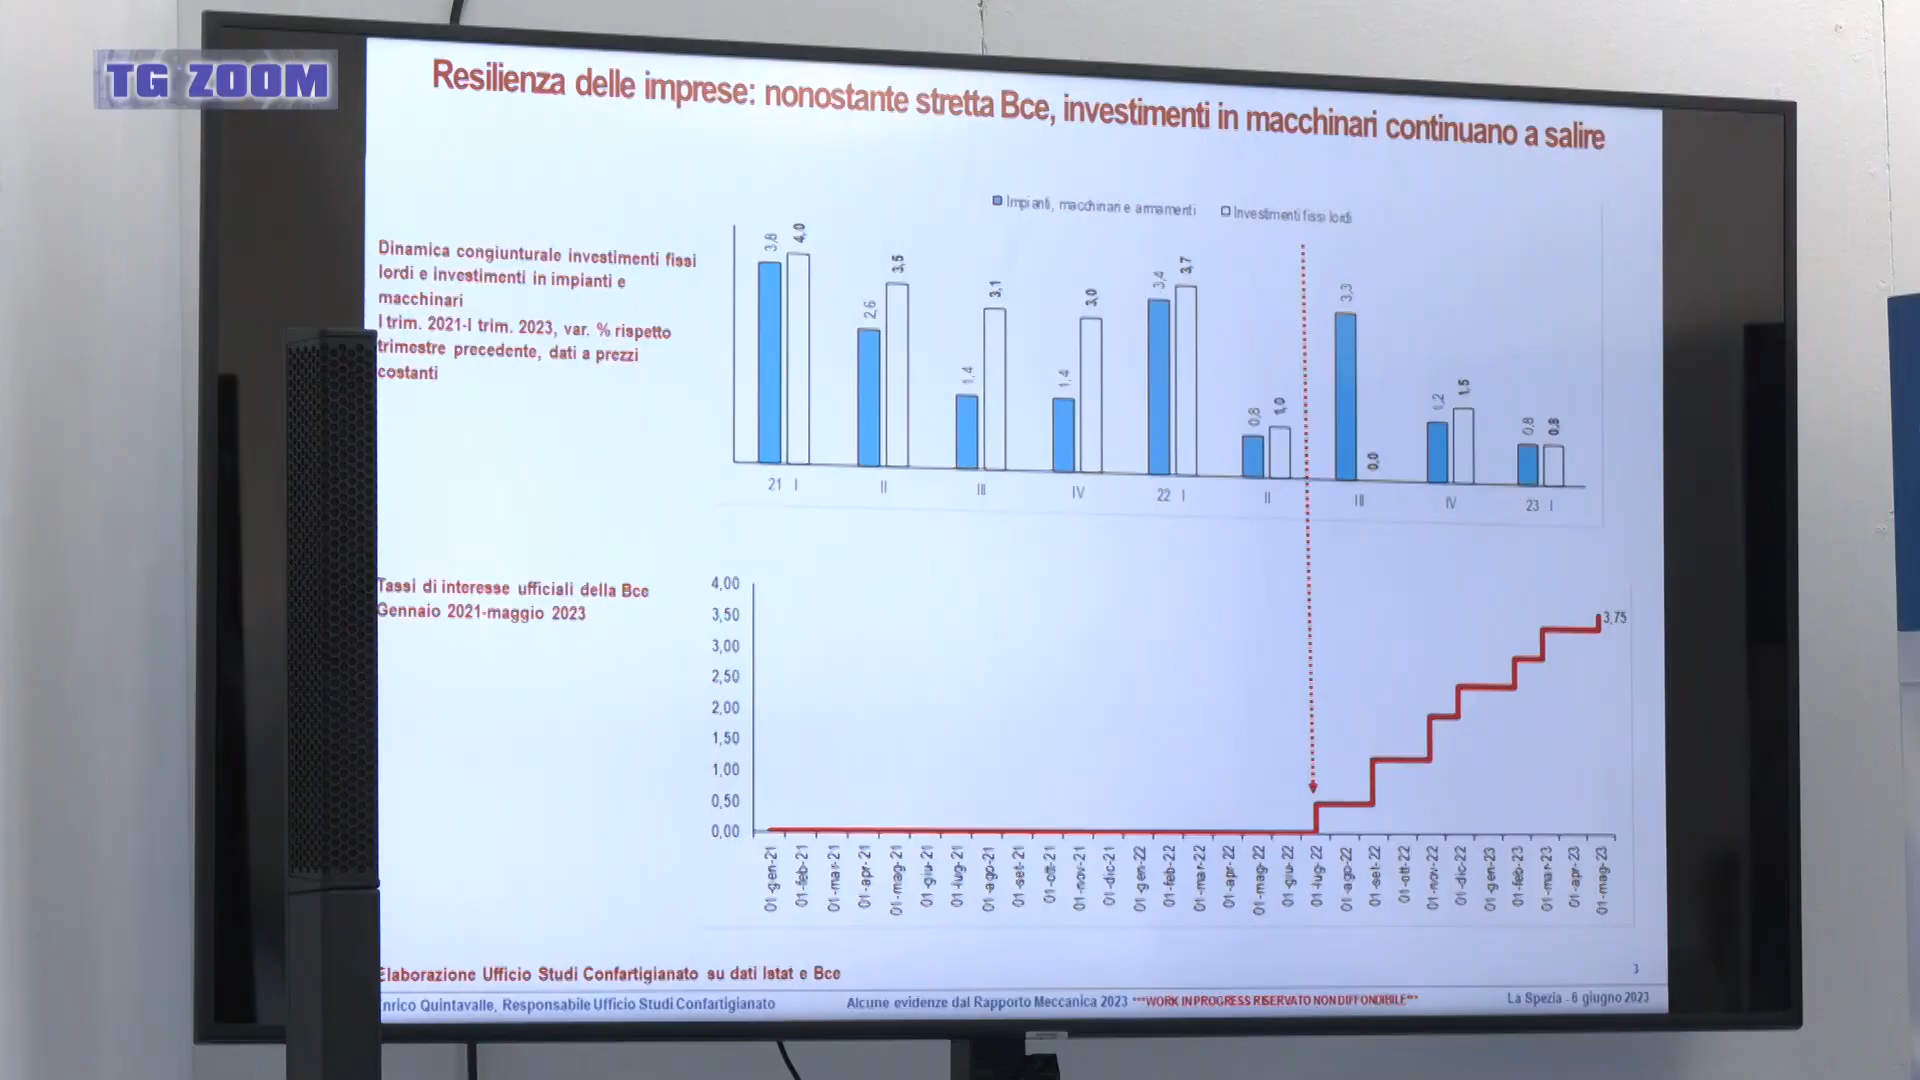 TG ZOOM
Resilienza delle imprese: nonostante stretta Bce, investimenti in macchinari continuano a salire
Impianti, macchinari e armamenti
Investimenti fissi lordi
Dinamica congiunturale investimenti fissi
lordi e investimenti in impianti e
macchinari
I trim. 2021-I trim. 2023, var. % rispetto
trimestre precedente, dati a prezzi
costanti
3,8 4,0 2,6 3,5 1,4 3,1 1,4 3,0 3,4 3,7 0,8 1,0 3,3 0,0 1,2 1,5 0,8 0,8
21 I II III IV 22 I II III IV 23 I
Tassi di interesse ufficiali della Bce
Gennaio 2021-maggio 2023
4,00
3,50
3,00
2,50
2,00
1,50
1,00
0,50
0,00
3,75
01-gen-21 01-feb-21 01-mar-21 01-apr-21 01-mag-21 01-giu-21 01-lug-21 01-ago-21 01-set-21 01-ott-21 01-nov-21 01-dic-21 01-gen-22 01-feb-22 01-mar-22 01-apr-22 01-mag-22 01-giu-22 01-lug-22 01-ago-22 01-set-22 01-ott-22 01-nov-22 01-dic-22 01-gen-23 01-feb-23 01-mar-23 01-apr-23 01-mag-23
Elaborazione Ufficio Studi Confartigianato su dati Istat e Bce
3
nrico Quintavalle, Responsabile Ufficio Studi Confartigianato
Alcune evidenze dal Rapporto Meccanica 2023 ***WORK IN PROGRESS RISERVATO NON DIFFONDIBILE***
La Spezia - 6 giugno 2023